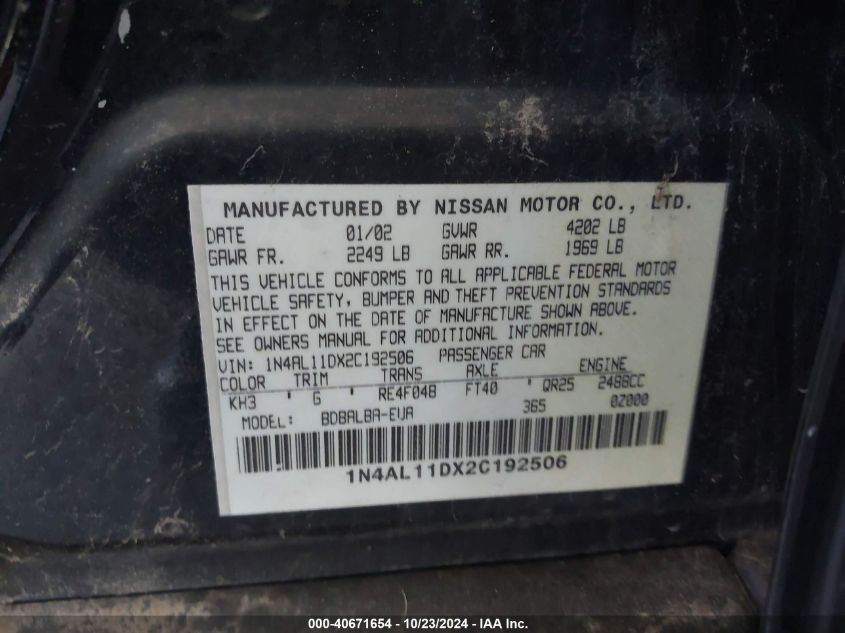 MANUFACTURED BY NISSAN MOTOR CO., LTD.
DATE 01/02 GVWR 4202 LB
GAWR FR. 2249 LB GAWR RR. 1969 LB
THIS VEHICLE CONFORMS TO ALL APPLICABLE FEDERAL MOTOR
VEHICLE SAFETY, BUMPER AND THEFT PREVENTION STANDARDS
IN EFFECT ON THE DATE OF MANUFACTURE SHOWN ABOVE.
SEE OWNERS MANUAL FOR ADDITIONAL INFORMATION.
VIN: 1N4AL11DX2C192506 PASSENGER CAR
COLOR TRIM TRANS AXLE ENGINE
KH3 ' G ' RE4F04B FT40 ' QR25 2488CC
MODEL: BDBALBA-EUA 365 0Z000
1N4AL11DX2C192506
000-40671654 - 10/23/2024 - IAA Inc.